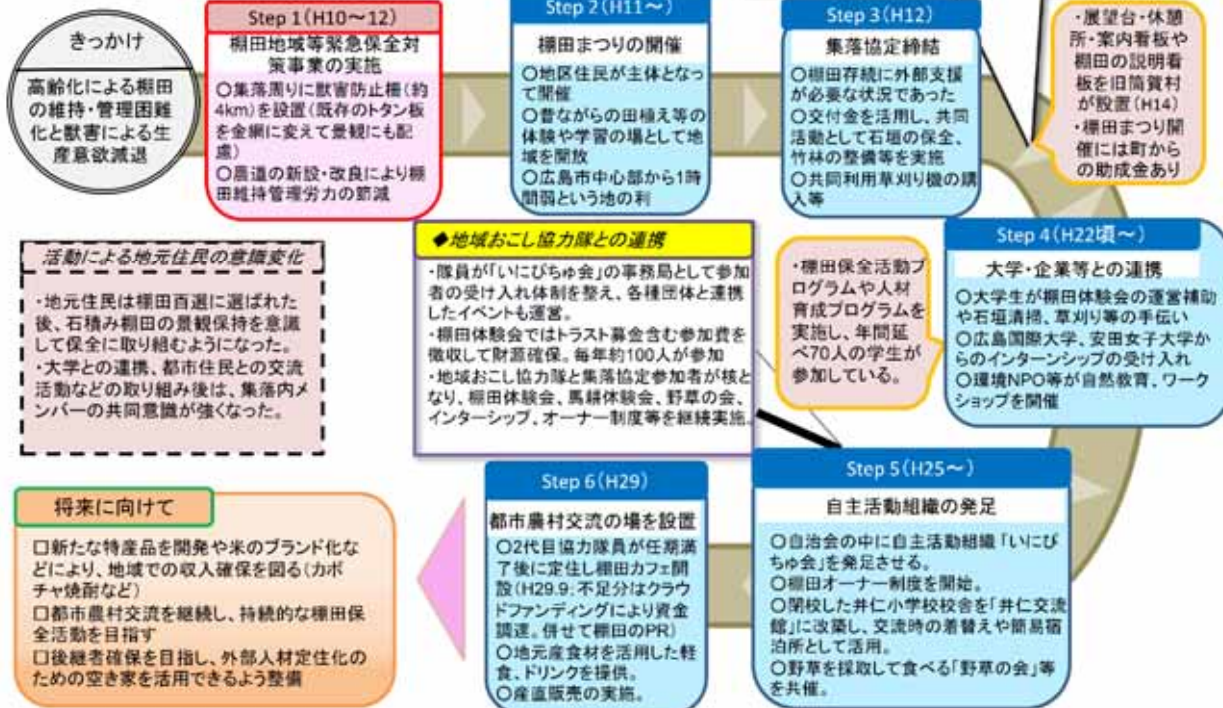 きっかけ
高齢化による棚田
の維持・管理困難
化と獣害による生
産意欲減退
Step 1(H10～12)
棚田地域等緊急保全対
策事業の実施
○集落周りに獣害防止柵(約
4km)を設置(既存のトタン板
を金網に変えて景観にも配
慮)
○農道の新設・改良により棚
田維持管理労力の節減
Step 2(H11～)
棚田まつりの開催
○地区住民が主体となっ
て開催
○昔ながらの田植え等の
体験や学習の場として地
域を開放
○広島市中心部から1時
間弱という地の利
Step 3(H12)
集落協定締結
○棚田存続に外部支援
が必要な状況であった
○交付金を活用し、共同
活動として石垣の保全、
竹林の整備等を実施
○共同利用草刈り機の購
入等
・展望台・休憩
所・案内看板や
棚田の説明看
板を旧筒賀村
が設置(H14)
・棚田まつり開
催には町から
の助成金あり
Step 4(H22頃～)
大学・企業等との連携
○大学生が棚田体験会の運営補助
や石垣清掃、草刈り等の手伝い
○広島国際大学、安田女子大学か
らのインターンシップの受け入れ
○環境NPO等が自然教育、ワーク
ショップを開催
・棚田保全活動プ
ログラムや人材
育成プログラムを
実施し、年間延
べ70人の学生が
参加している。
◆地域おこし協力隊との連携
・隊員が「いにぴちゅ会」の事務局として参加
者の受け入れ体制を整え、各種団体と連携
したイベントも運営。
・棚田体験会ではトラスト募金含む参加費を
徴収して財源確保。毎年約100人が参加
・地域おこし協力隊と集落協定参加者が核と
なり、棚田体験会、馬耕体験会、野草の会、
インターシップ、オーナー制度等を継続実施。
活動による地元住民の意識変化
・地元住民は棚田百選に選ばれた
後、石積み棚田の景観保持を意識
して保全に取り組むようになった。
・大学との連携、都市住民との交流
活動などの取り組み後は、集落内メ
ンバーの共同意識が強くなった。
Step 5(H25～)
自主活動組織の発足
○自治会の中に自主活動組織「いにぴ
ちゅ会」を発足させる。
○棚田オーナー制度を開始。
○閉校した井仁小学校校舎を「井仁交流
館」に改築し、交流時の着替えや簡易宿
泊所として活用。
○野草を採取して食べる「野草の会」等
を共催。
Step 6(H29)
都市農村交流の場を設置
○2代目協力隊員が任期満
了後に定住し棚田カフェ開
設(H29.9:不足分はクラウ
ドファンディングにより資金
調達。併せて棚田のPR)
○地元産食材を活用した軽
食、ドリンクを提供。
○産直販売の実施。
将来に向けて
□新たな特産品を開発や米のブランド化な
どにより、地域での収入確保を図る(カボ
チャ焼酎など)
□都市農村交流を継続し、持続的な棚田保
全活動を目指す
□後継者確保を目指し、外部人材定住化の
ための空き家を活用できるよう整備